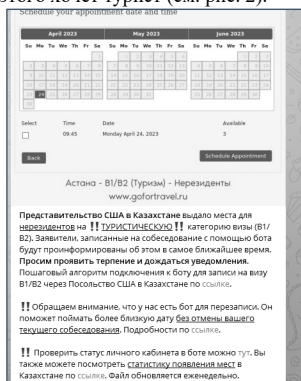 этого хочет турист (см. рис. 2).
Schedule your appointment date and time
April 2023 May 2023 June 2023
Su Mo Tu We Th Fr Sa Su Mo Tu We Th Fr Sa Su Mo Tu We Th Fr Sa
Select Time Date Available
09:45 Monday April 24, 2023 3
Back Schedule Appointment
Астана - B1/B2 (Туризм) - Нерезиденты
www.gofortravel.ru
Представительство США в Казахстане выдало места для
нерезидентов на ‼ ТУРИСТИЧЕСКУЮ ‼ категорию визы (B1/
B2). Заявители, записанные на собеседование с помощью бота
будут проинформированы об этом в самое ближайшее время.
Просим проявить терпение и дождаться уведомления.
Пошаговый алгоритм подключения к боту для записи на визу
B1/B2 через Посольство США в Казахстане по ссылке.
‼ Обращаем внимание, что у нас есть бот для перезаписи. Он
поможет поймать более близкую дату без отмены вашего
текущего собеседования. Подробности по ссылке.
‼ Проверить статус личного кабинета в боте можно тут. Вы
также можете посмотреть статистику появления мест в
Казахстане по ссылке. Файл обновляется еженедельно.